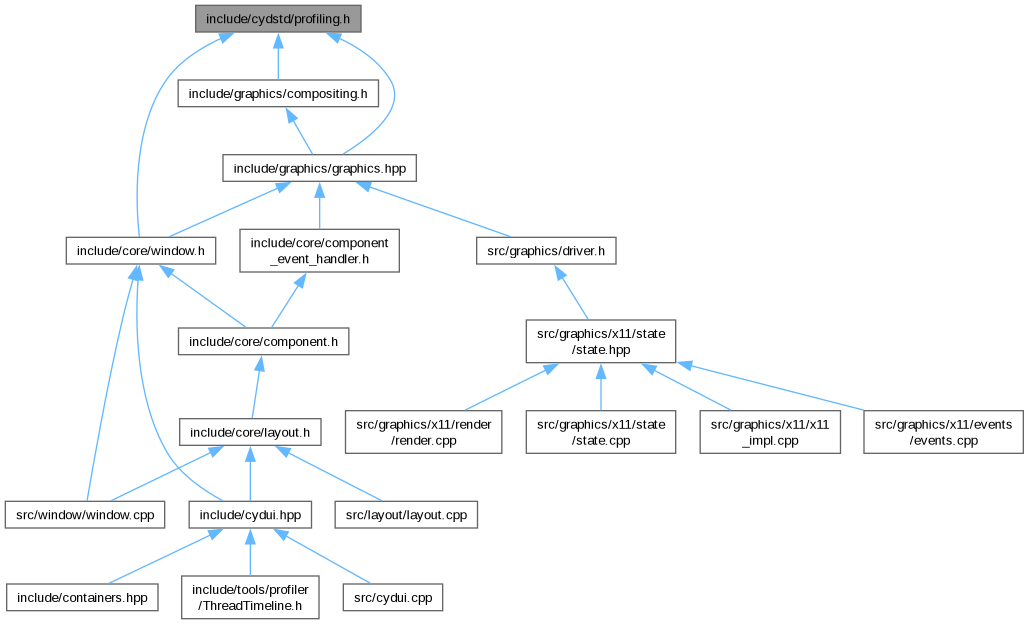 include/cydstd/profiling.h
include/graphics/compositing.h
include/graphics/graphics.hpp
include/core/window.h
include/core/component
_event_handler.h
src/graphics/driver.h
include/core/component.h
src/graphics/x11/state
/state.hpp
include/core/layout.h
src/graphics/x11/render
/render.cpp
src/graphics/x11/state
/state.cpp
src/graphics/x11/x11
_impl.cpp
src/graphics/x11/events
/events.cpp
src/window/window.cpp
include/cydui.hpp
src/layout/layout.cpp
include/containers.hpp
include/tools/profiler
/ThreadTimeline.h
src/cydui.cpp